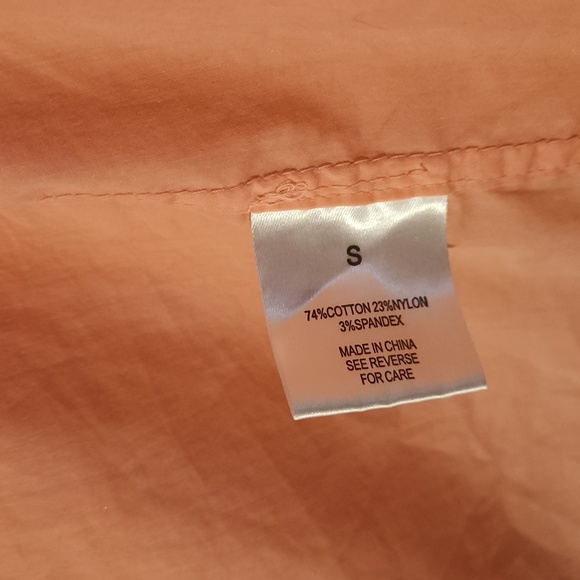 S
74%COTTON 23%NYLON
3%SPANDEX
MADE IN CHINA
SEE REVERSE
FOR CARE